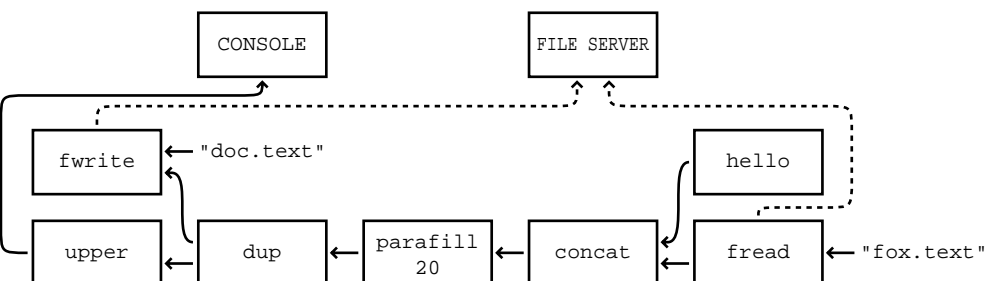 CONSOLE
FILE SERVER
fwrite
"doc.text"
hello
upper
dup
parafill
20
concat
fread
"fox.text"